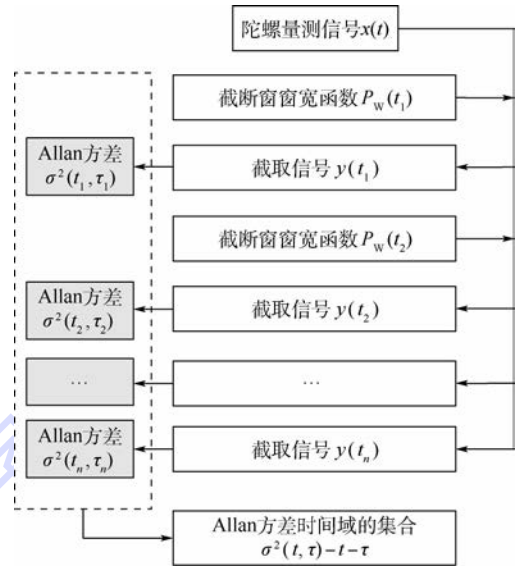 陀螺量测信号x(t)
截断窗窗宽函数P_W(t_1)
Allan方差
σ^2(t_1,τ_1)
截取信号y(t_1)
截断窗窗宽函数P_W(t_2)
Allan方差
σ^2(t_2,τ_2)
截取信号y(t_2)
…
…
Allan方差
σ^2(t_n,τ_n)
截取信号y(t_n)
Allan方差时间域的集合
σ^2(t,τ)-t-τ